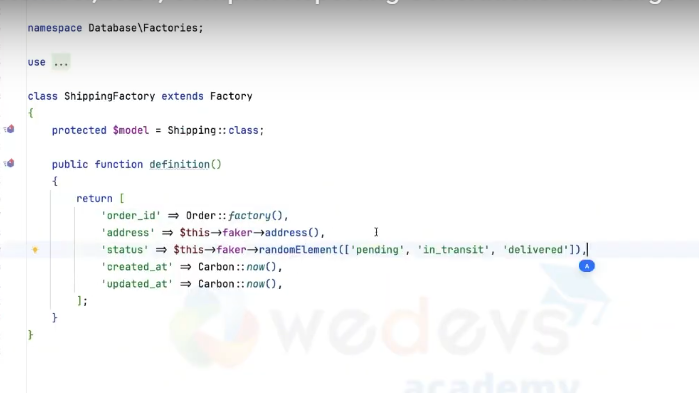 namespace Database\Factories;
use ...
class ShippingFactory extends Factory
{
protected $model = Shipping::class;
public function definition()
{
return [
'order_id' => Order::factory(),
'address' => $this->faker->address(),
'status' => $this->faker->randomElement(['pending', 'in_transit', 'delivered']),
'created_at' => Carbon::now(),
'updated_at' => Carbon::now(),
];
}
}
A
wedevs
academy